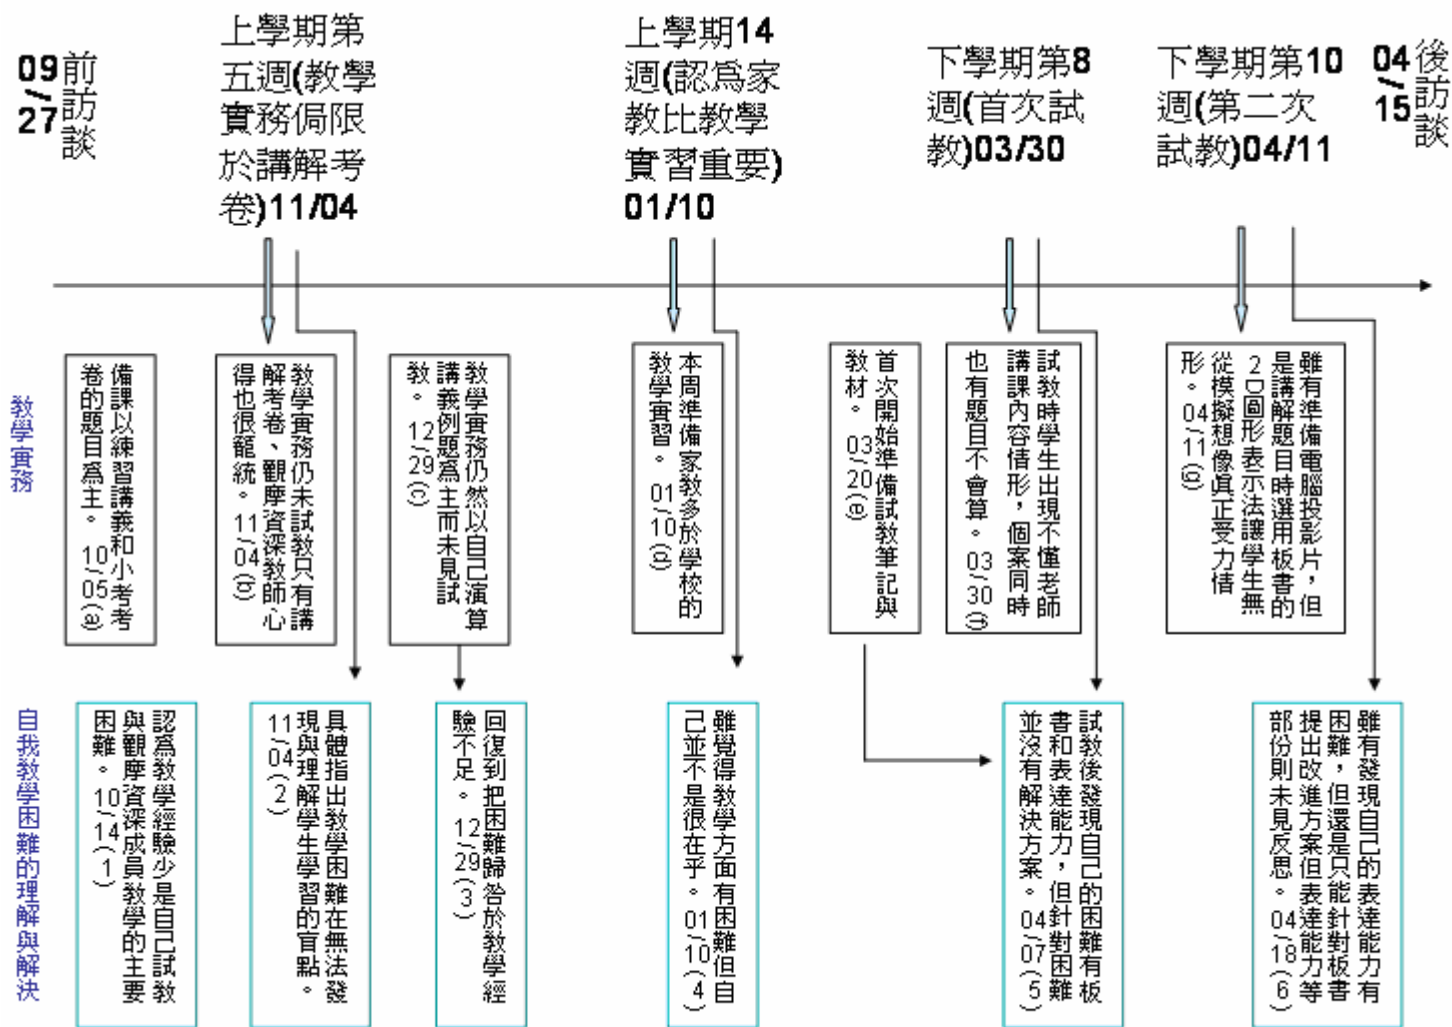 09/27前訪談
上學期第
五週(教學
實務侷限
於講解考
卷)11/04
上學期14
週(認爲家
教比教學
實習重要)
01/10
下學期第8
週(首次試
教)03/30
下學期第10
週(第二次
試教)04/11
04/15後訪談
教學實務
備課以練習講義和小考考
卷的題目爲主。10/05(a)
教學實務仍未試教只有講
解考卷、觀摩資深教師心
得也很籠統。11/04(b)
教學實務仍然以自己演算
講義例題爲主而未見試
教。12/29(c)
本周準備家教多於學校的
教學實習。01/10(d)
首次開始準備試教筆記與
教材。03/20(e)
試教時學生出現不懂老師
講課內容情形，個案同時
也有題目不會算。03/30(f)
雖有準備電腦投影片，但
是講解題目時選用板書的
2D圖形表示法讓學生無
從模擬想像真正受力情
形。04/11(g)
自我教學困難的理解與解決
認爲教學經驗少是自己試教
與觀摩資深成員教學的主要
困難。10/14(1)
具體指出教學困難在無法發
現與理解學生學習的盲點。
11/04(2)
回復到把困難歸咎於教學經
驗不足。12/29(3)
雖覺得教學方面有困難但自
己並不是很在乎。01/10(4)
試教後發現自己的困難有板
書和表達能力，但針對困難
並沒有解決方案。04/07(5)
雖有發現自己的表達能力有
困難，但還是只能針對板書
提出改進方案但表達能力等
部份則未見反思。04/18(6)